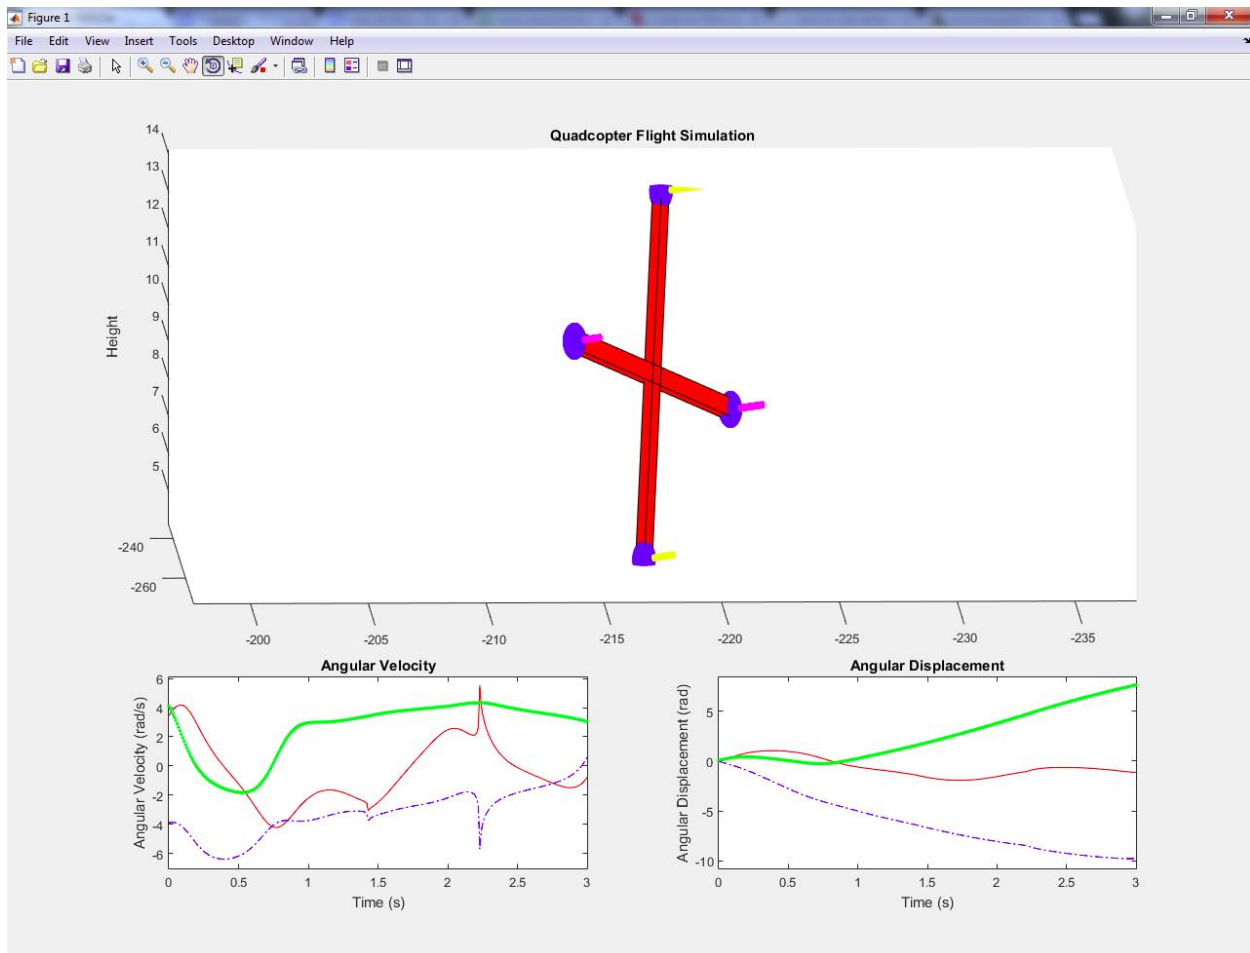 Figure 1
File Edit View Insert Tools Desktop Window Help
Quadcopter Flight Simulation
14
13
12
11
10
9
8
7
6
5
Height
-240
-260
-200 -205 -210 -215 -220 -225 -230 -235
Angular Velocity
6
4
2
0
-2
-4
-6
Angular Velocity (rad/s)
0 0.5 1 1.5 2 2.5 3
Time (s)
Angular Displacement
5
0
-5
-10
Angular Displacement (rad)
0 0.5 1 1.5 2 2.5 3
Time (s)